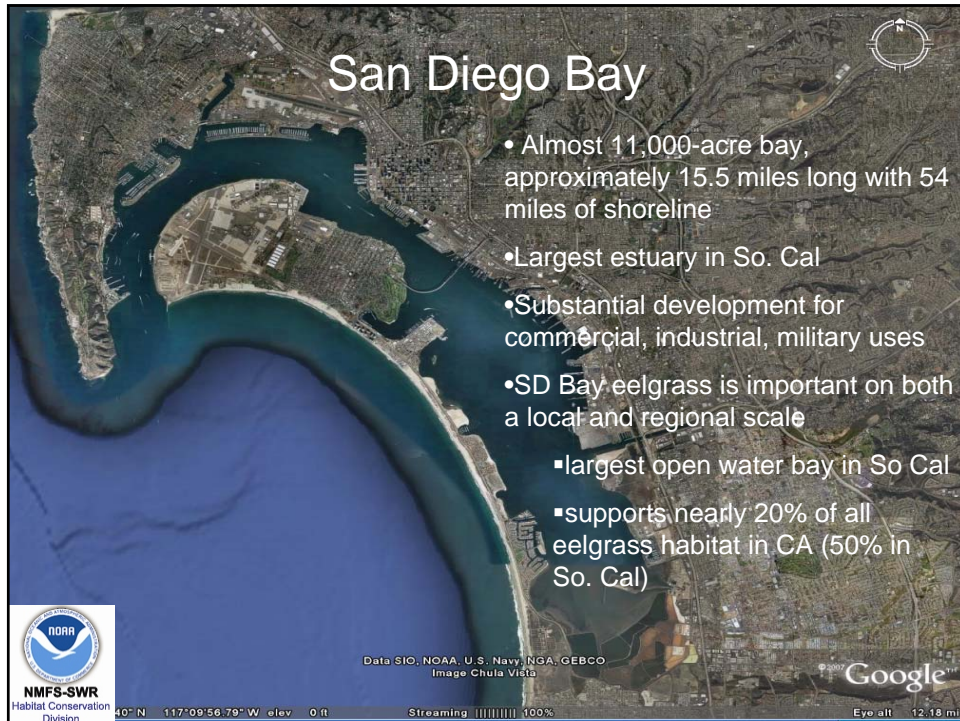 N
San Diego Bay
• Almost 11,000-acre bay,
approximately 15.5 miles long with 54
miles of shoreline
•Largest estuary in So. Cal
•Substantial development for
commercial, industrial, military uses
•SD Bay eelgrass is important on both
a local and regional scale
▪largest open water bay in So Cal
▪supports nearly 20% of all
eelgrass habitat in CA (50% in
So. Cal)
NOAA
NMFS-SWR
Habitat Conservation
Division
Data SIO, NOAA, U.S. Navy, NGA, GEBCO
Image Chula Vista
©2007 Google™
40" N 117°09'56.79" W elev 0 ft Streaming ||||||||| 100% Eye alt 12.18 mi